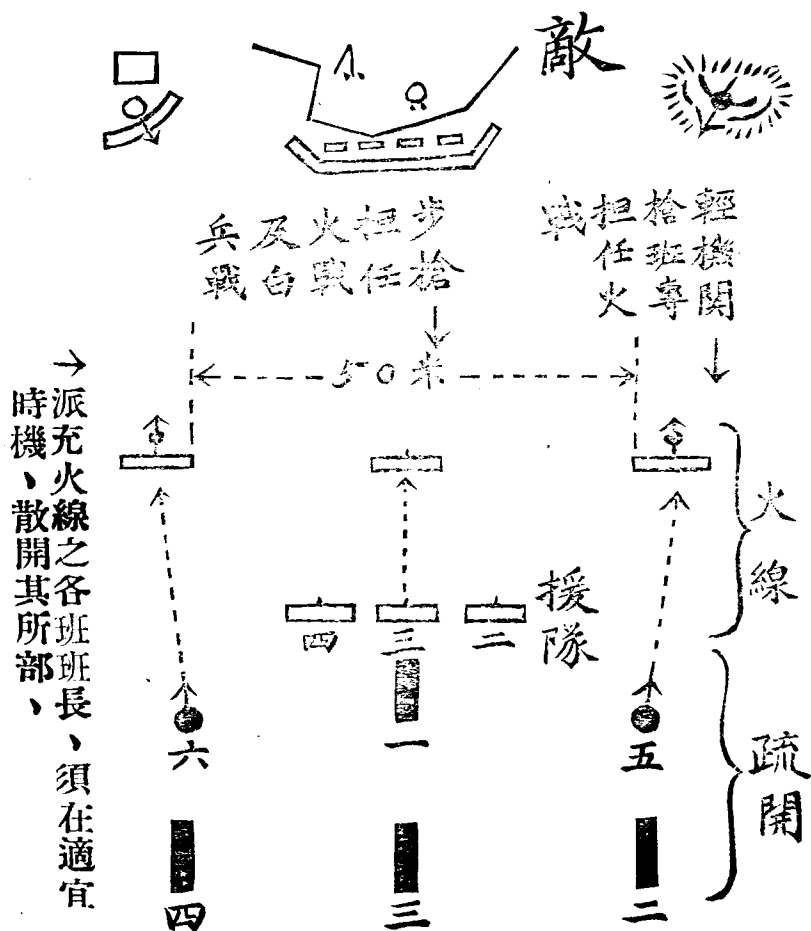 敵
輕機関
槍班專
担任火
戰
步槍
担任
火戰
及白
兵戰
50米
火線
援隊
二
三
四
疏開
一
五
六
二
三
四
→派充火線之各班班長、須在適宜
時機、散開其所部、